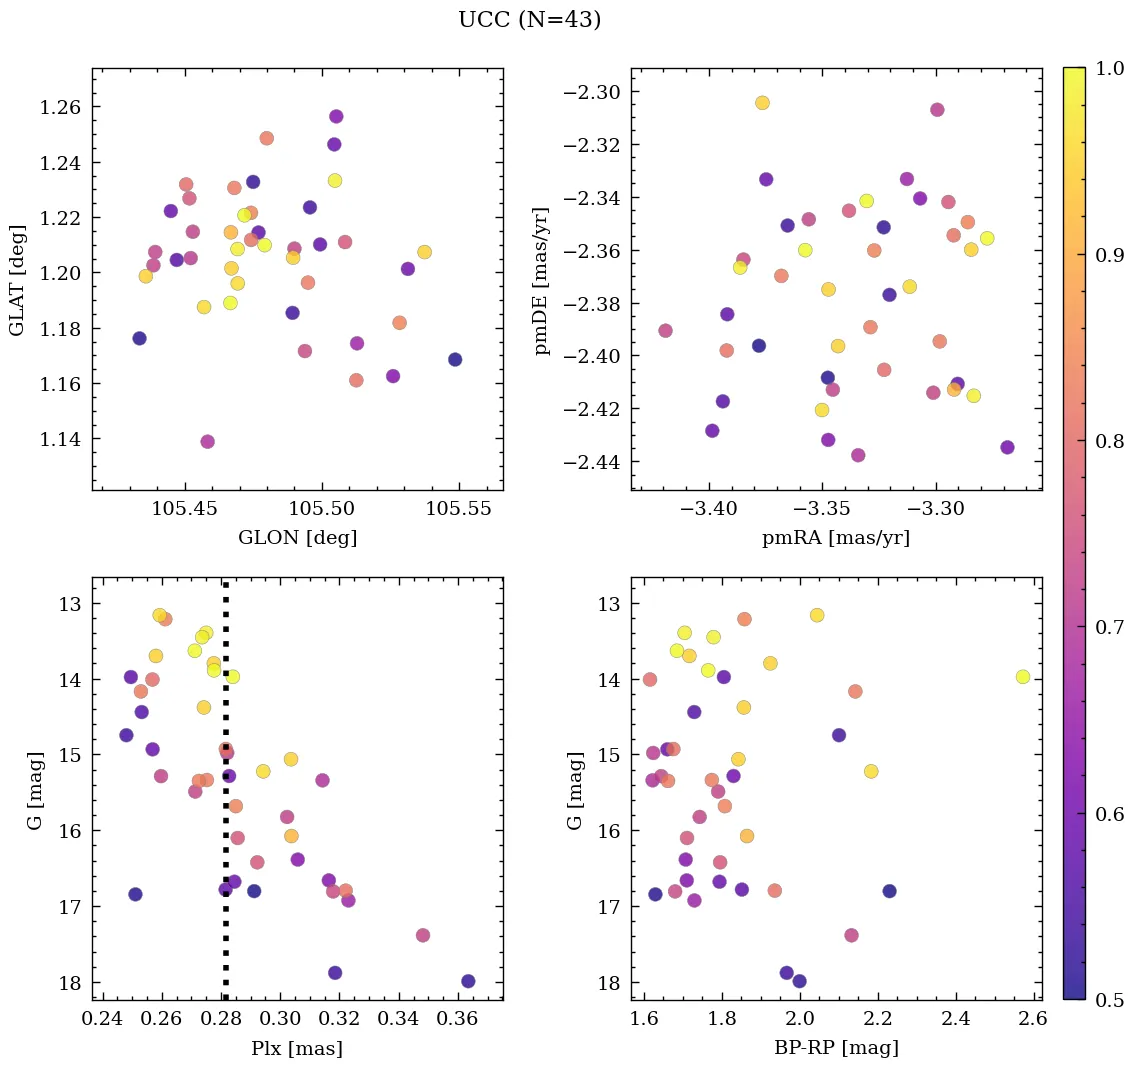 UCC (N=43)
1.26
1.24
1.22
1.20
1.18
1.16
1.14
GLAT [deg]
105.45 105.50 105.55
GLON [deg]
−2.30
−2.32
−2.34
−2.36
−2.38
−2.40
−2.42
−2.44
pmDE [mas/yr]
−3.40 −3.35 −3.30
pmRA [mas/yr]
13
14
15
16
17
18
G [mag]
0.24 0.26 0.28 0.30 0.32 0.34 0.36
Plx [mas]
13
14
15
16
17
18
G [mag]
1.6 1.8 2.0 2.2 2.4 2.6
BP-RP [mag]
1.0
0.9
0.8
0.7
0.6
0.5